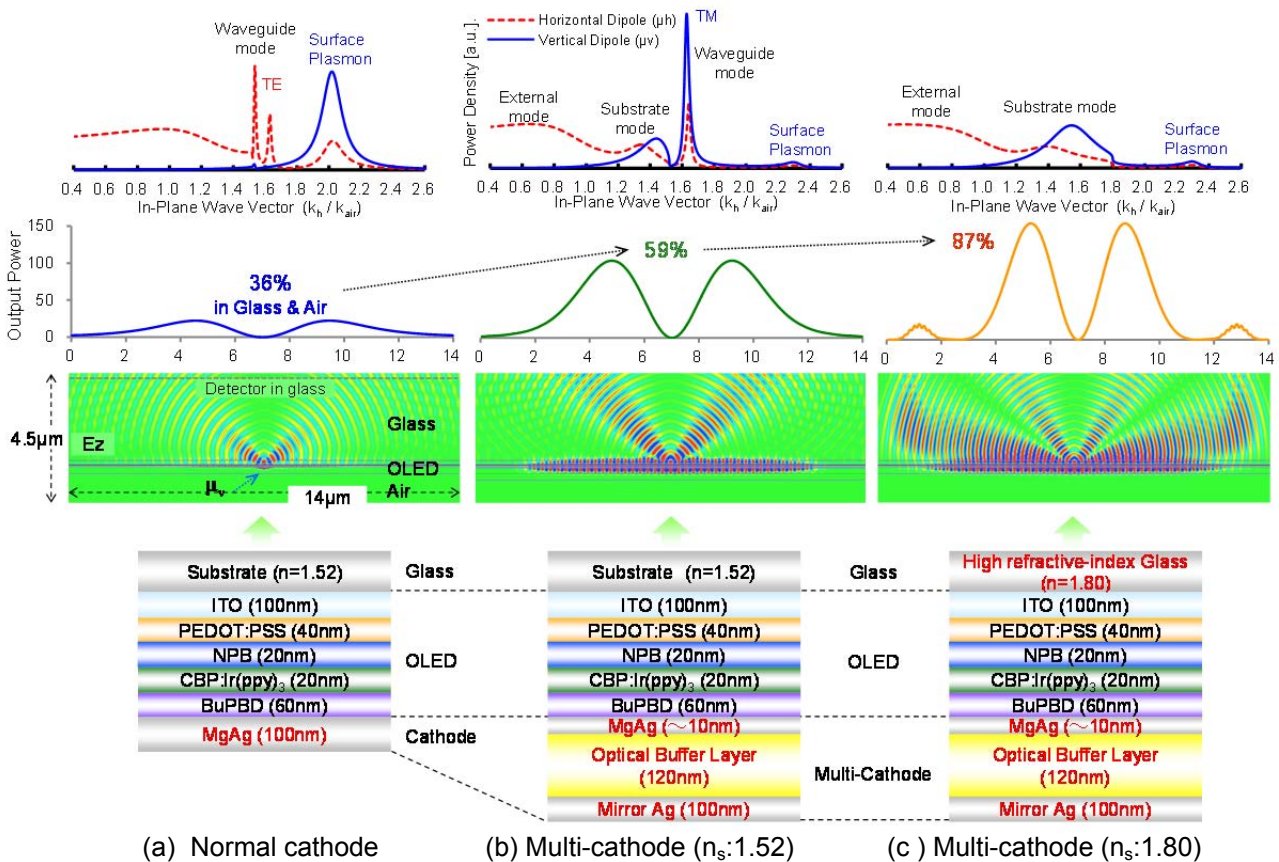 Waveguide
mode
Surface
Plasmon
TE
0.4 0.6 0.8 1.0 1.2 1.4 1.6 1.8 2.0 2.2 2.4 2.6
In-Plane Wave Vector (kh / kair)
Power Density [a.u.].
Horizontal Dipole (μh)
Vertical Dipole (μv)
TM
Waveguide
mode
External
mode
Substrate
mode
Surface
Plasmon
0.4 0.6 0.8 1.0 1.2 1.4 1.6 1.8 2.0 2.2 2.4 2.6
In-Plane Wave Vector (kh / kair)
External
mode
Substrate mode
Surface
Plasmon
0.4 0.6 0.8 1.0 1.2 1.4 1.6 1.8 2.0 2.2 2.4 2.6
In-Plane Wave Vector (kh / kair)
Output Power
150
100
50
0
36%
in Glass & Air
59%
87%
0 2 4 6 8 10 12 14
0 2 4 6 8 10 12 14
0 2 4 6 8 10 12 14
4.5μm
Detector in glass
Ez
Glass
OLED
Air
μv
14μm
Substrate (n=1.52)
ITO (100nm)
PEDOT:PSS (40nm)
NPB (20nm)
CBP:Ir(ppy)3 (20nm)
BuPBD (60nm)
MgAg (100nm)
Glass
OLED
Cathode
Substrate (n=1.52)
ITO (100nm)
PEDOT:PSS (40nm)
NPB (20nm)
CBP:Ir(ppy)3 (20nm)
BuPBD (60nm)
MgAg (~10nm)
Optical Buffer Layer
(120nm)
Mirror Ag (100nm)
Glass
OLED
Multi-Cathode
High refractive-index Glass
(n=1.80)
ITO (100nm)
PEDOT:PSS (40nm)
NPB (20nm)
CBP:Ir(ppy)3 (20nm)
BuPBD (60nm)
MgAg (~10nm)
Optical Buffer Layer
(120nm)
Mirror Ag (100nm)
(a) Normal cathode
(b) Multi-cathode (ns:1.52)
(c ) Multi-cathode (ns:1.80)